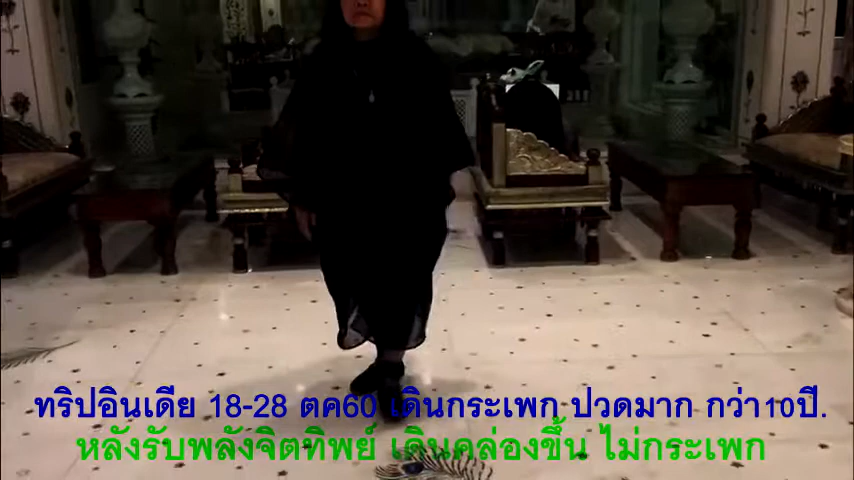 ทริปอินเดีย 18-28 ตค60 เดินกระเพก ปวดมาก กว่า10ปี.
หลังรับพลังจิตทิพย์ เดินคล่องขึ้น ไม่กระเพก